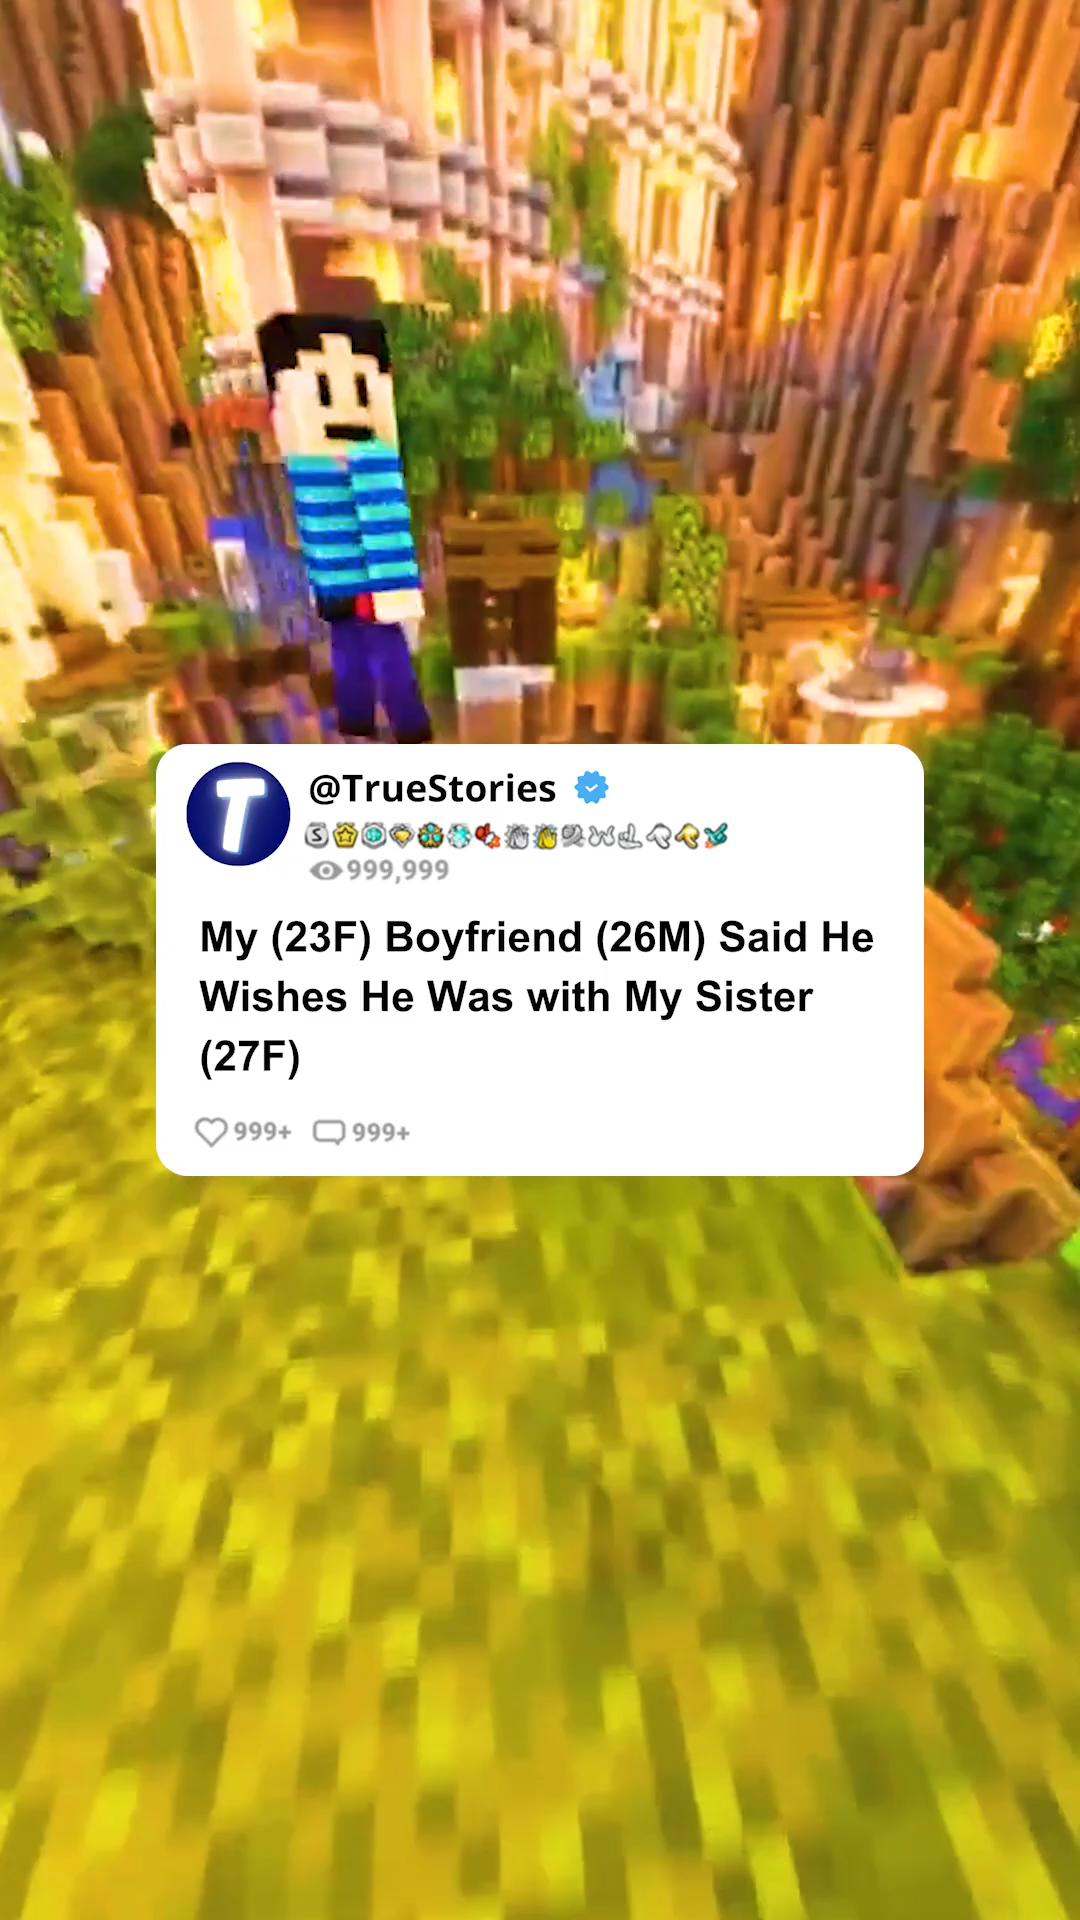 T
@TrueStories
999,999
My (23F) Boyfriend (26M) Said He
Wishes He Was with My Sister
(27F)
999+ 999+